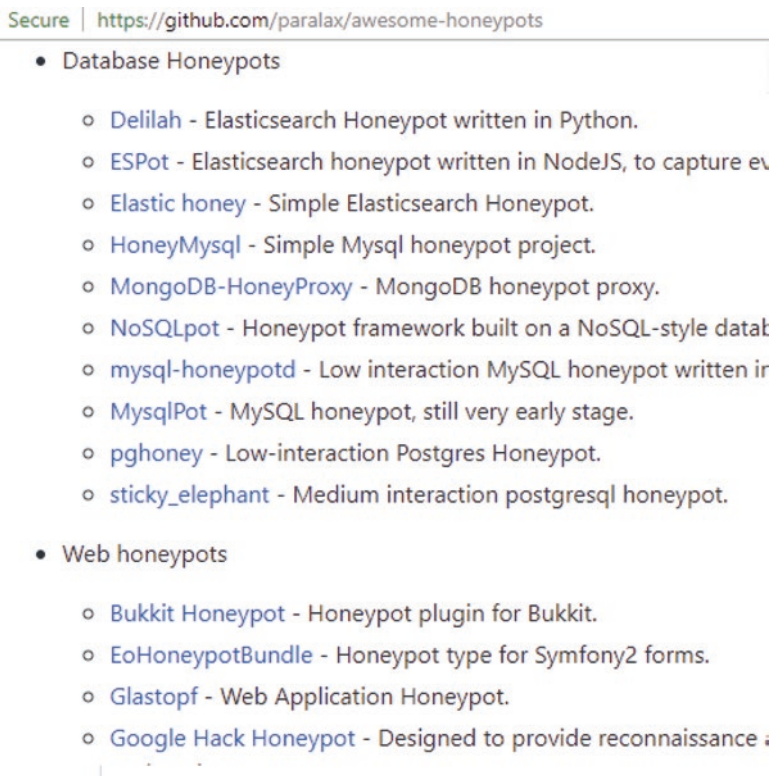 Secure | https://github.com/paralax/awesome-honeypots
• Database Honeypots
○ Delilah - Elasticsearch Honeypot written in Python.
○ ESPot - Elasticsearch honeypot written in NodeJS, to capture ev
○ Elastic honey - Simple Elasticsearch Honeypot.
○ HoneyMysql - Simple Mysql honeypot project.
○ MongoDB-HoneyProxy - MongoDB honeypot proxy.
○ NoSQLpot - Honeypot framework built on a NoSQL-style datab
○ mysql-honeypotd - Low interaction MySQL honeypot written in
○ MysqlPot - MySQL honeypot, still very early stage.
○ pghoney - Low-interaction Postgres Honeypot.
○ sticky_elephant - Medium interaction postgresql honeypot.
• Web honeypots
○ Bukkit Honeypot - Honeypot plugin for Bukkit.
○ EoHoneypotBundle - Honeypot type for Symfony2 forms.
○ Glastopf - Web Application Honeypot.
○ Google Hack Honeypot - Designed to provide reconnaissance